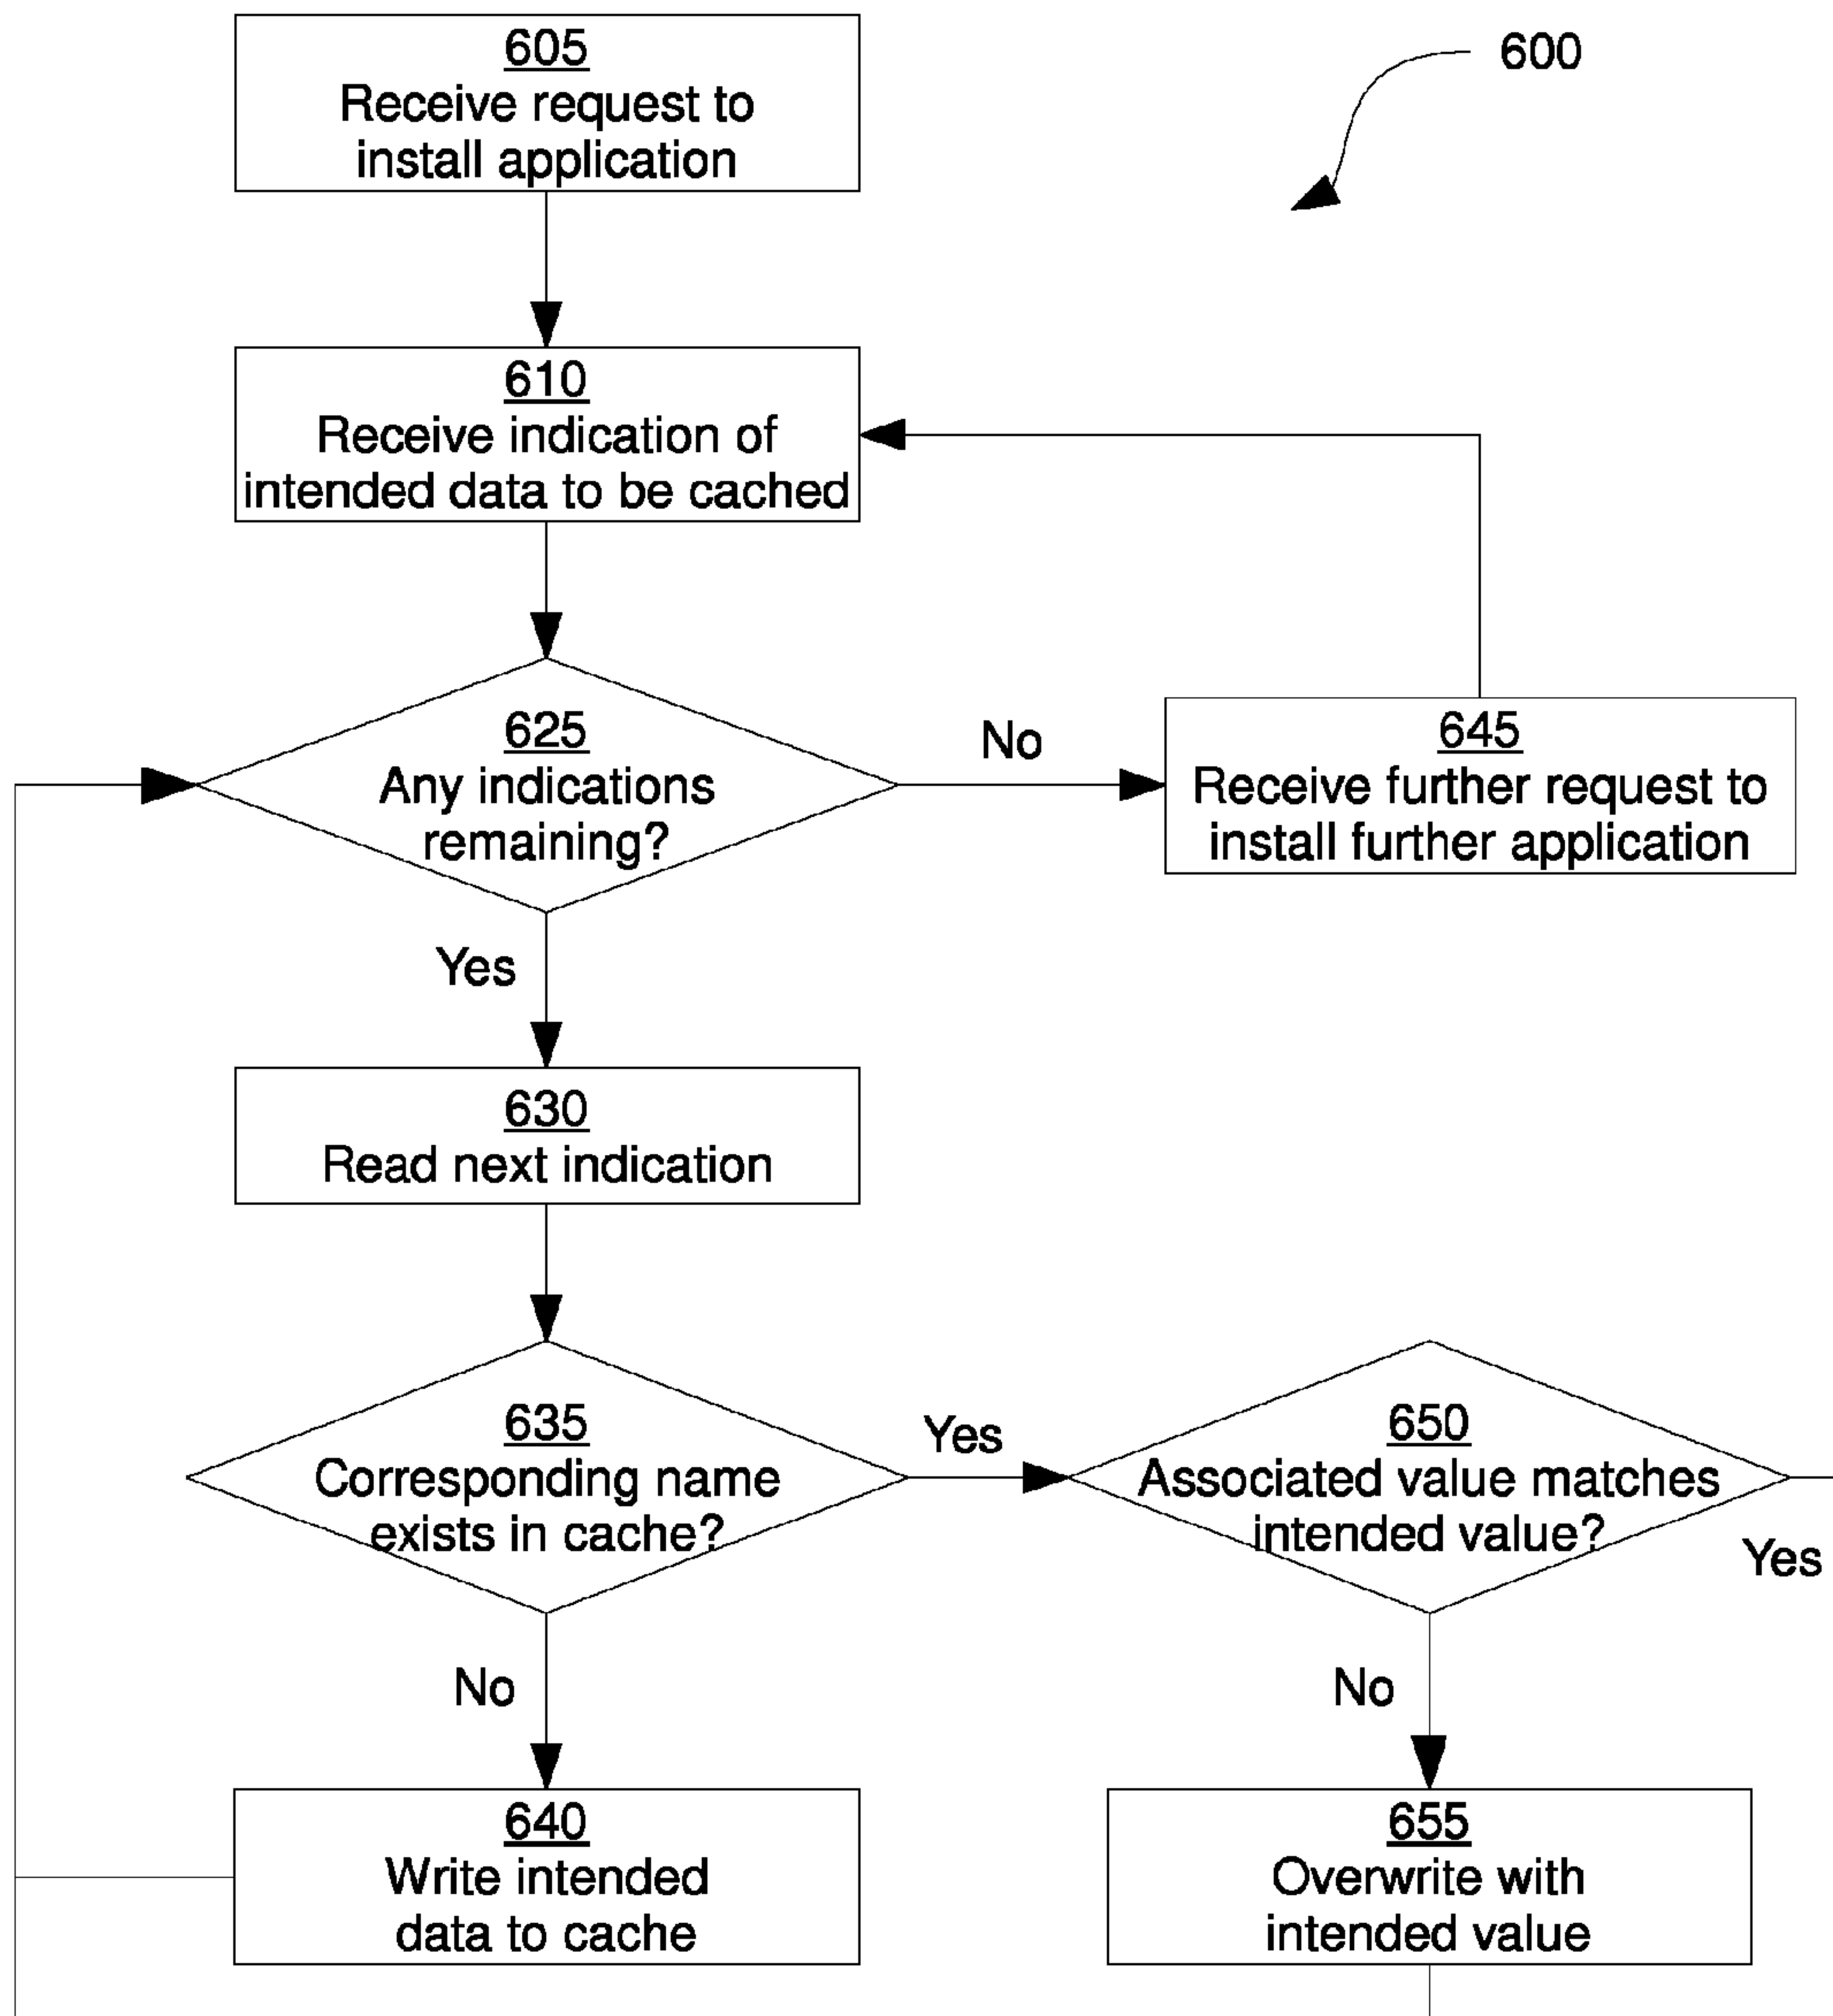 605
Receive request to
install application
600
610
Receive indication of
intended data to be cached
625
Any indications
remaining?
No
645
Receive further request to
install further application
Yes
630
Read next indication
635
Corresponding name
exists in cache?
Yes
650
Associated value matches
intended value?
Yes
No
No
640
Write intended
data to cache
655
Overwrite with
intended value